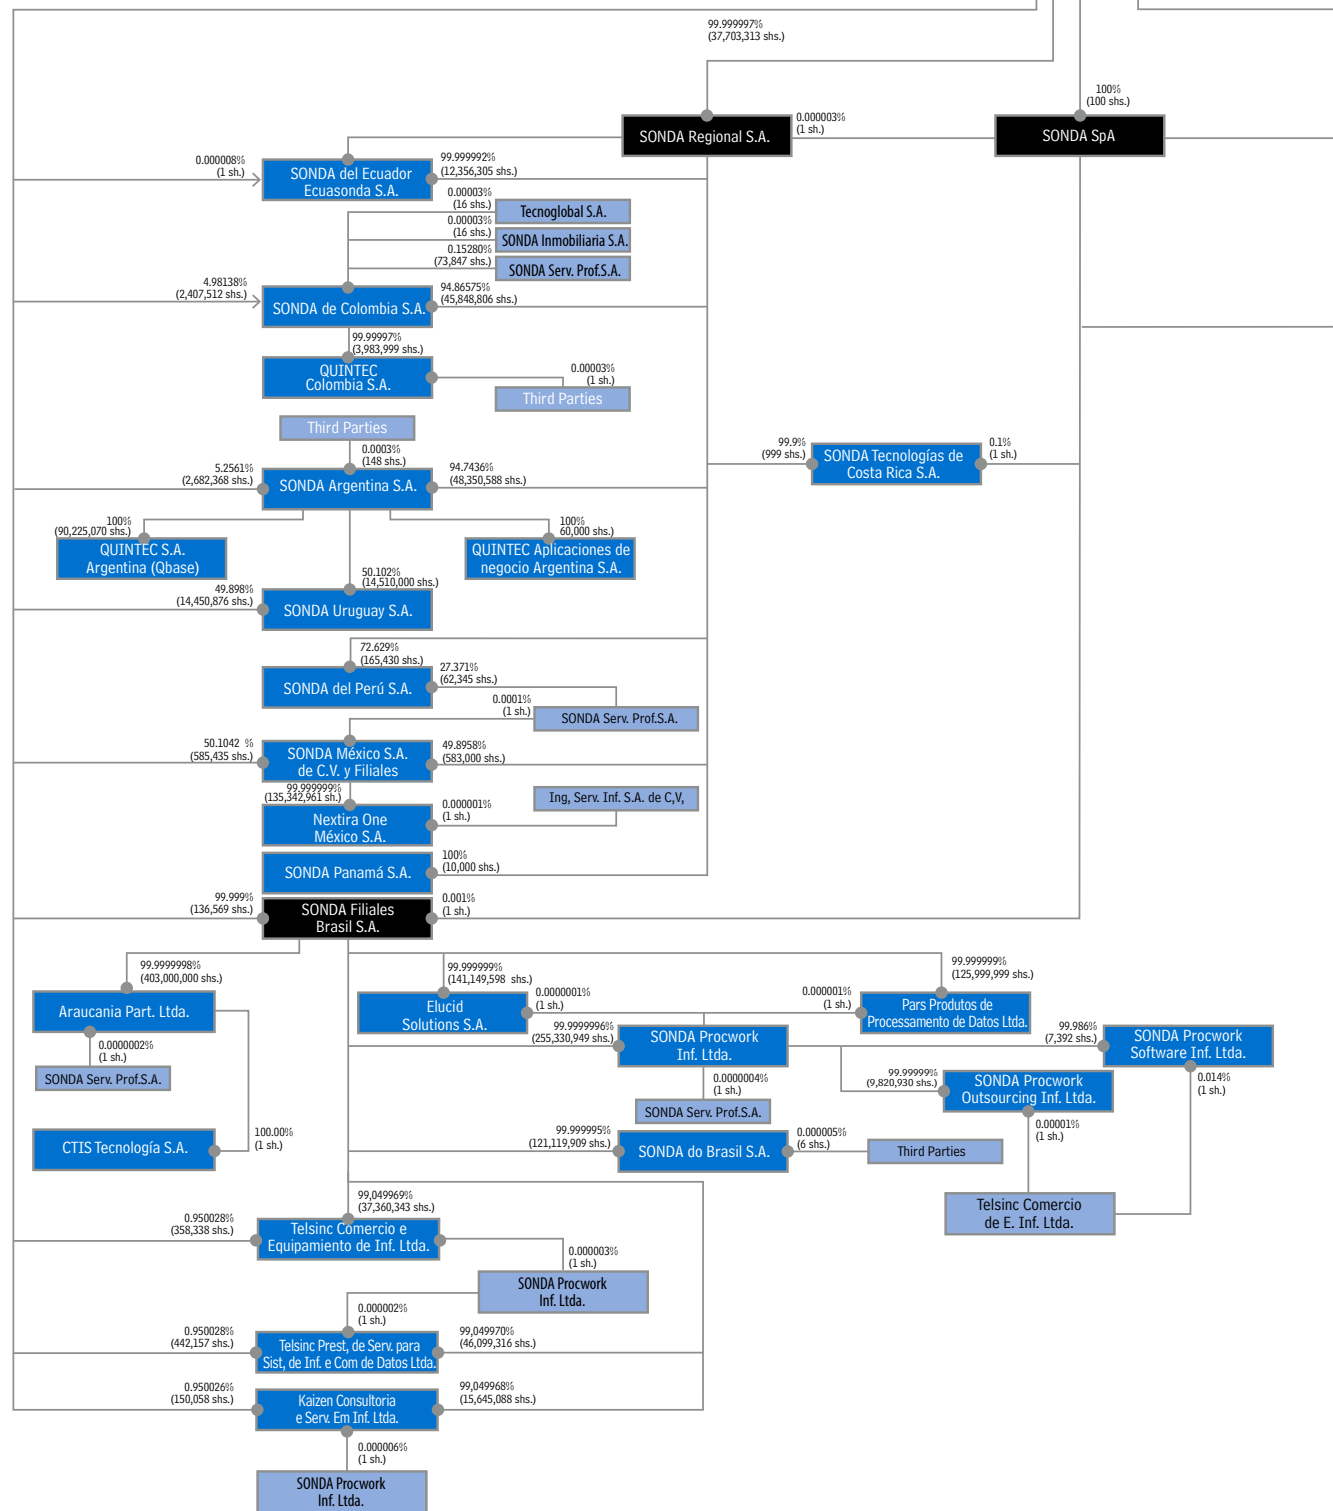 99.999997%
(37,703,313 shs.)
100%
(100 shs.)
SONDA Regional S.A.
0.000003%
(1 sh.)
SONDA SpA
0.000008%
(1 sh.)
SONDA del Ecuador
Ecuasonda S.A.
99.999992%
(12,356,305 shs.)
0.00003%
(16 shs.)
Tecnoglobal S.A.
0.00003%
(16 shs.)
SONDA Inmobiliaria S.A.
0.15280%
(73,847 shs.)
SONDA Serv. Prof.S.A.
4.98138%
(2,407,512 shs.)
SONDA de Colombia S.A.
94.86575%
(45,848,806 shs.)
99.99997%
(3,983,999 shs.)
QUINTEC
Colombia S.A.
0.00003%
(1 sh.)
Third Parties
Third Parties
0.0003%
(148 shs.)
5.2561%
(2,682,368 shs.)
SONDA Argentina S.A.
94.7436%
(48,350,588 shs.)
99.9%
(999 shs.)
SONDA Tecnologías de
Costa Rica S.A.
0.1%
(1 sh.)
100%
(90,225,070 shs.)
QUINTEC S.A.
Argentina (Qbase)
100%
60,000 shs.)
QUINTEC Aplicaciones de
negocio Argentina S.A.
50.102%
(14,510,000 shs.)
49.898%
(14,450,876 shs.)
SONDA Uruguay S.A.
72.629%
(165,430 shs.)
SONDA del Perú S.A.
27.371%
(62,345 shs.)
0.0001%
(1 sh.)
SONDA Serv. Prof.S.A.
50.1042 %
(585,435 shs.)
SONDA México S.A.
de C.V. y Filiales
49.8958%
(583,000 shs.)
99.999999%
(135,342,961 sh.)
Nextira One
México S.A.
0.000001%
(1 sh.)
Ing, Serv. Inf. S.A. de C,V,
SONDA Panamá S.A.
100%
(10,000 shs.)
99.999%
(136,569 shs.)
SONDA Filiales
Brasil S.A.
0.001%
(1 sh.)
99.9999998%
(403,000,000 shs.)
Araucania Part. Ltda.
0.0000002%
(1 sh.)
SONDA Serv. Prof.S.A.
CTIS Tecnología S.A.
100.00%
(1 sh.)
99.999999%
(141,149,598 shs.)
Elucid
Solutions S.A.
0.0000001%
(1 sh.)
99.999999%
(125,999,999 shs.)
0.000001%
(1 sh.)
Pars Produtos de
Processamento de Datos Ltda.
99.9999996%
(255,330,949 shs.)
SONDA Procwork
Inf. Ltda.
0.0000004%
(1 sh.)
SONDA Serv. Prof.S.A.
99.986%
(7,392 shs.)
SONDA Procwork
Software Inf. Ltda.
99.99999%
(9,820,930 shs.)
SONDA Procwork
Outsourcing Inf. Ltda.
0.014%
(1 sh.)
0.00001%
(1 sh.)
99.999995%
(121,119,909 shs.)
SONDA do Brasil S.A.
0.000005%
(6 shs.)
Third Parties
Telsinc Comercio
de E. Inf. Ltda.
99,049969%
(37,360,343 shs.)
0.950028%
(358,338 shs.)
Telsinc Comercio e
Equipamiento de Inf. Ltda.
0.000003%
(1 sh.)
SONDA Procwork
Inf. Ltda.
0.000002%
(1 sh.)
0.950028%
(442,157 shs.)
Telsinc Prest, de Serv. para
Sist, de Inf. e Com de Datos Ltda.
99,049970%
(46,099,316 shs.)
0.950026%
(150,058 shs.)
Kaizen Consultoria
e Serv. Em Inf. Ltda.
99,049968%
(15,645,088 shs.)
0.000006%
(1 sh.)
SONDA Procwork
Inf. Ltda.